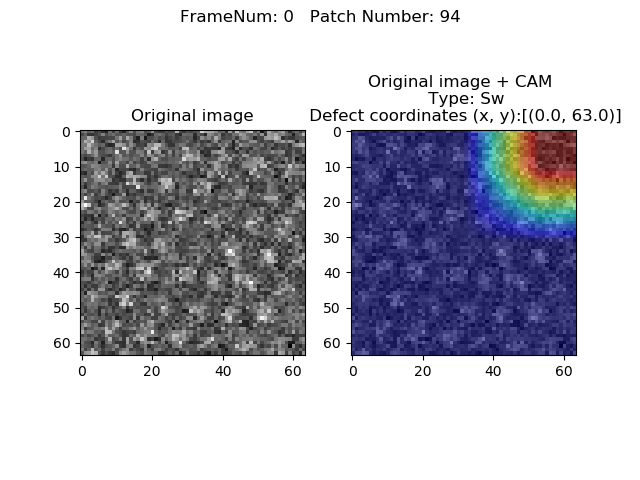 FrameNum: 0   Patch Number: 94
Original image
0
10
20
30
40
50
60
0 20 40 60
Original image + CAM
Type: Sw
Defect coordinates (x, y):[(0.0, 63.0)]
0
10
20
30
40
50
60
0 20 40 60